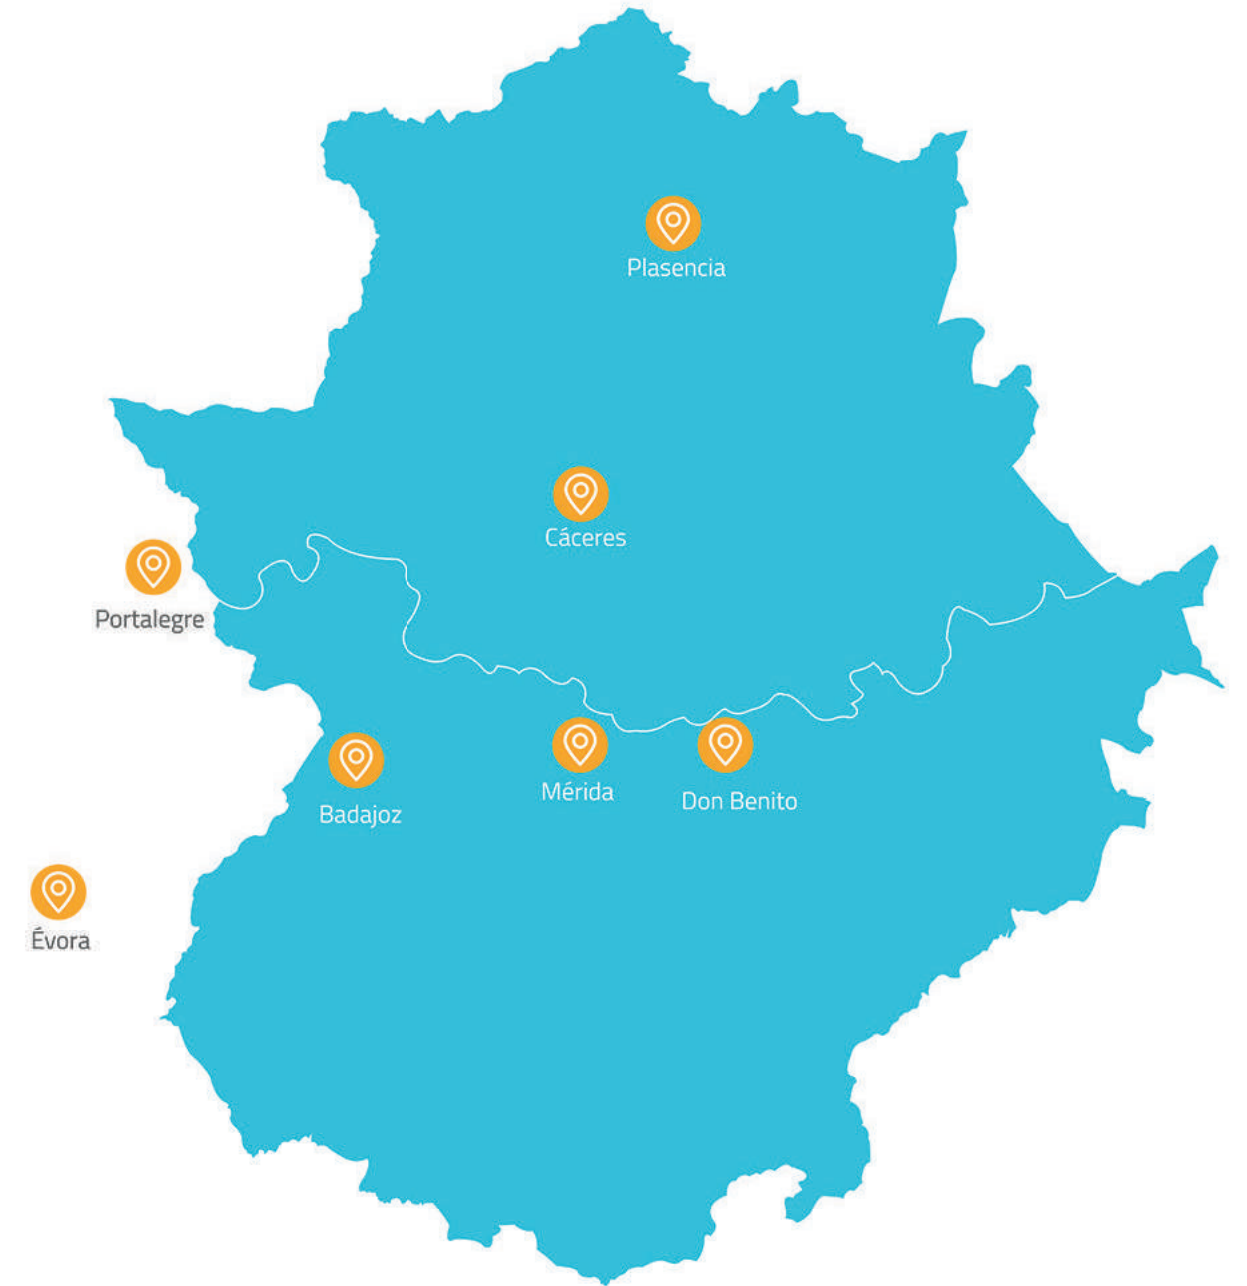 Plasencia
Cáceres
Portalegre
Mérida
Don Benito
Badajoz
Évora